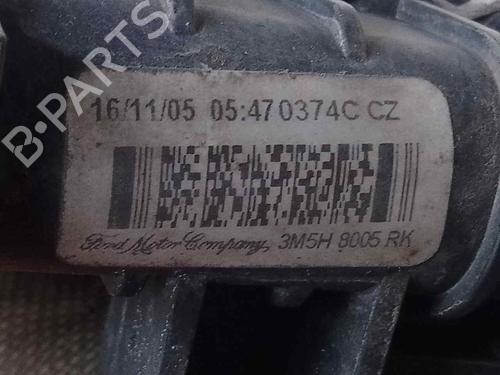 B-PARTS
16/11/05 05:47 0374C CZ
Ford Motor Company, 3M5H 8005 RK